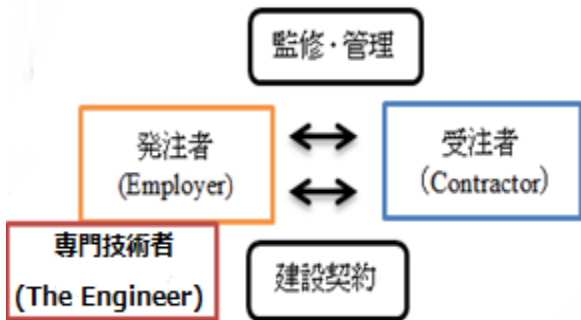 監修・管理
発注者
(Employer)
受注者
(Contractor)
専門技術者
(The Engineer)
建設契約